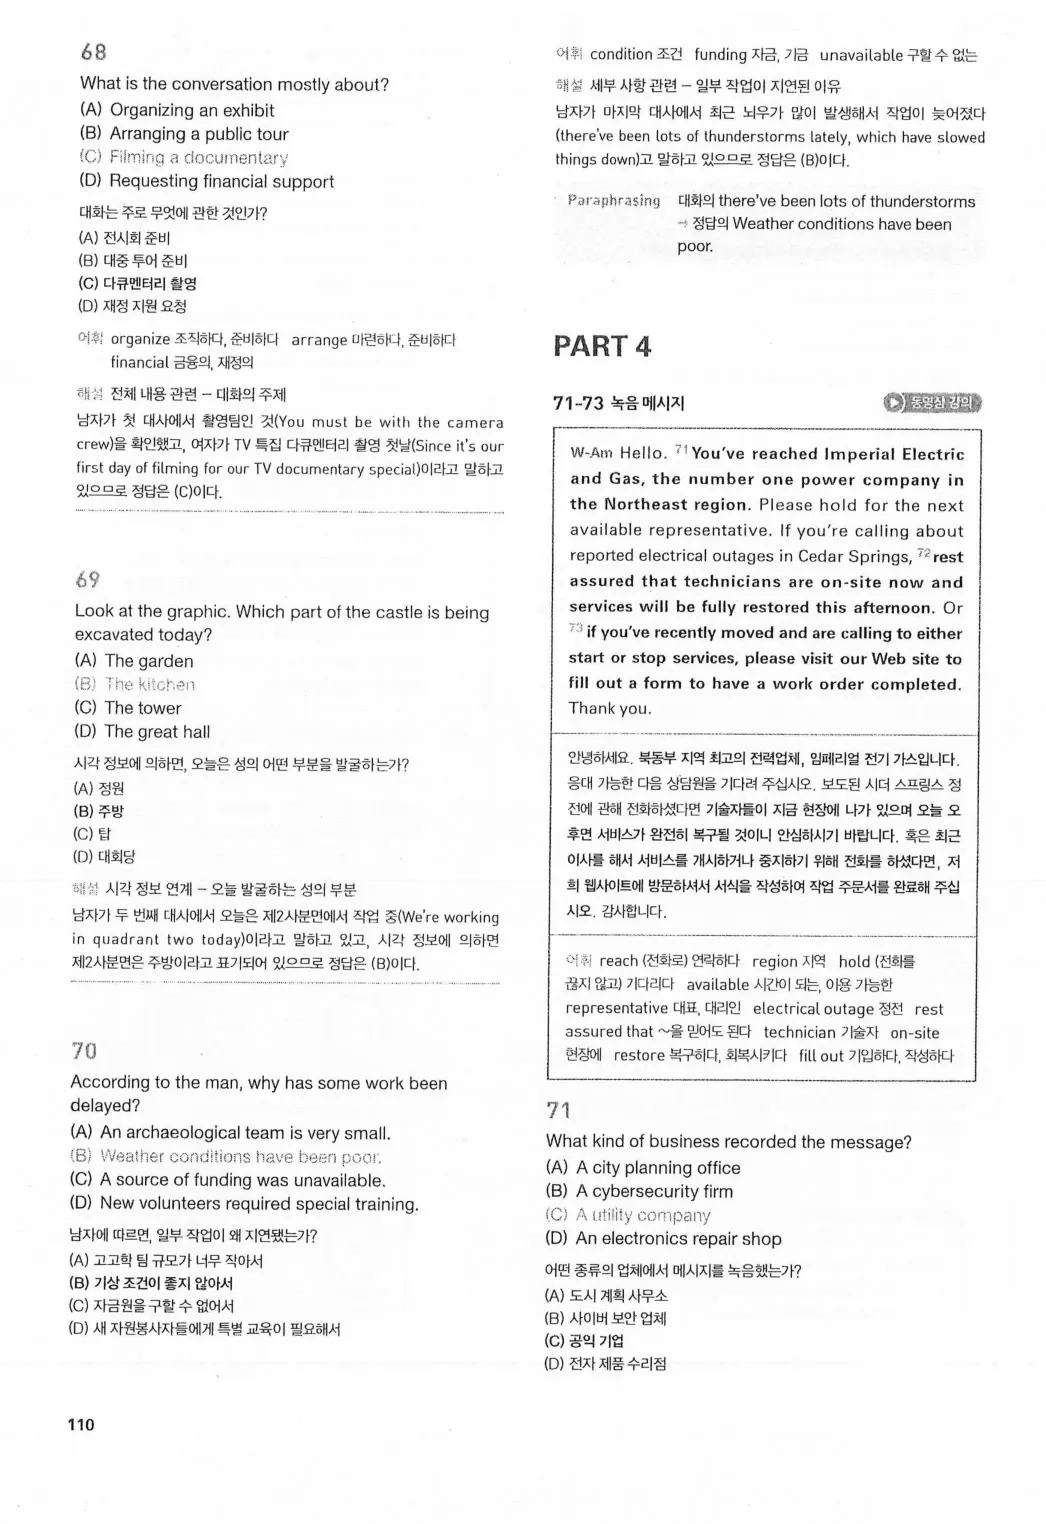 68
What is the conversation mostly about?
(A) Organizing an exhibit
(B) Arranging a public tour
(C) Filming a documentary
(D) Requesting financial support
대화는 주로 무엇에 관한 것인가?
(A) 전시회 준비
(B) 대중 투어 준비
(C) 다큐멘터리 촬영
(D) 재정 지원 요청
어휘 organize 조직하다, 준비하다 arrange 마련하다, 준비하다
financial 금융의, 재정의
해설 전체 내용 관련 – 대화의 주제
남자가 첫 대사에서 촬영팀인 것(You must be with the camera
crew)을 확인했고, 여자가 TV 특집 다큐멘터리 촬영 첫날(Since it's our
first day of filming for our TV documentary special)이라고 말하고
있으므로 정답은 (C)이다.
69
Look at the graphic. Which part of the castle is being
excavated today?
(A) The garden
(B) The kitchen
(C) The tower
(D) The great hall
시각 정보에 의하면, 오늘은 성의 어떤 부분을 발굴하는가?
(A) 정원
(B) 주방
(C) 탑
(D) 대회당
해설 시각 정보 연계 – 오늘 발굴하는 성의 부분
남자가 두 번째 대사에서 오늘은 제2사분면에서 작업 중(We're working
in quadrant two today)이라고 말하고 있고, 시각 정보에 의하면
제2사분면은 주방이라고 표기되어 있으므로 정답은 (B)이다.
70
According to the man, why has some work been
delayed?
(A) An archaeological team is very small.
(B) Weather conditions have been poor.
(C) A source of funding was unavailable.
(D) New volunteers required special training.
남자에 따르면, 일부 작업이 왜 지연됐는가?
(A) 고고학 팀 규모가 너무 작아서
(B) 기상 조건이 좋지 않아서
(C) 자금원을 구할 수 없어서
(D) 새 자원봉사자들에게 특별 교육이 필요해서
110
어휘 condition 조건 funding 자금, 기금 unavailable 구할 수 없는
해설 세부 사항 관련 – 일부 작업이 지연된 이유
남자가 마지막 대사에서 최근 뇌우가 많이 발생해서 작업이 늦어졌다
(there've been lots of thunderstorms lately, which have slowed
things down)고 말하고 있으므로 정답은 (B)이다.
Paraphrasing 대화의 there've been lots of thunderstorms
→ 정답의 Weather conditions have been
poor.
PART 4
71-73 녹음 메시지 동영상 강의
W-Am Hello. 71 You've reached Imperial Electric
and Gas, the number one power company in
the Northeast region. Please hold for the next
available representative. If you're calling about
reported electrical outages in Cedar Springs, 72 rest
assured that technicians are on-site now and
services will be fully restored this afternoon. Or
73 if you've recently moved and are calling to either
start or stop services, please visit our Web site to
fill out a form to have a work order completed.
Thank you.
안녕하세요. 북동부 지역 최고의 전력업체, 임페리얼 전기 가스입니다.
응대 가능한 다음 상담원을 기다려 주십시오. 보도된 시더 스프링스 정
전에 관해 전화하셨다면 기술자들이 지금 현장에 나가 있으며 오늘 오
후면 서비스가 완전히 복구될 것이니 안심하시기 바랍니다. 혹은 최근
이사를 해서 서비스를 개시하거나 중지하기 위해 전화를 하셨다면, 저
희 웹사이트에 방문하셔서 서식을 작성하여 작업 주문서를 완료해 주십
시오. 감사합니다.
어휘 reach (전화로) 연락하다 region 지역 hold (전화를
끊지 않고) 기다리다 available 시간이 되는, 이용 가능한
representative 대표, 대리인 electrical outage 정전 rest
assured that ~을 믿어도 된다 technician 기술자 on-site
현장에 restore 복구하다, 회복시키다 fill out 기입하다, 작성하다
71
What kind of business recorded the message?
(A) A city planning office
(B) A cybersecurity firm
(C) A utility company
(D) An electronics repair shop
어떤 종류의 업체에서 메시지를 녹음했는가?
(A) 도시 계획 사무소
(B) 사이버 보안 업체
(C) 공익 기업
(D) 전자 제품 수리점